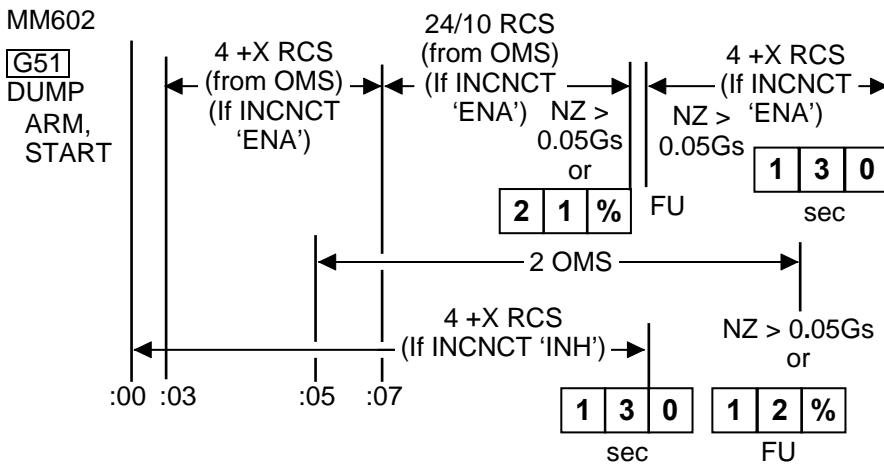 MM602
G51
DUMP
ARM,
START
4 +X RCS
(from OMS)
(If INCNCT
‘ENA’)
24/10 RCS
(from OMS)
(If INCNCT
‘ENA’)
NZ >
0.05Gs
or
2 1 % FU
4 +X RCS
(If INCNCT
‘ENA’)
NZ >
0.05Gs
1 3 0
sec
2 OMS
4 +X RCS
(If INCNCT ‘INH’)
NZ > 0.05Gs
or
:00 :03 :05 :07
1 3 0
sec
1 2 %
FU